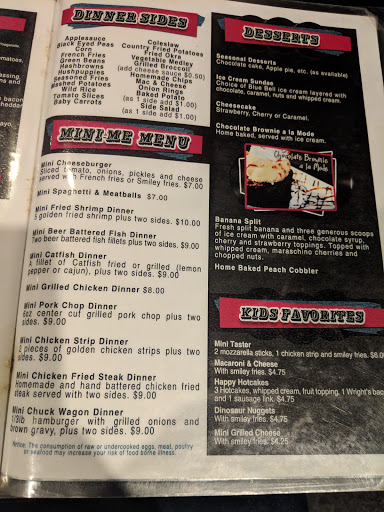 DINNER SIDES
Applesauce
Black Eyed Peas
Corn
French Fries
Green Beans
Hashbrowns
Hushpuppies
Seasoned Fries
Mashed Potatoes
Wild Rice
Tomato Slices
Baby Carrots
Coleslaw
Country Fried Potatoes
Fried Okra
Vegetable Medley
Grilled Broccoli
(add cheese sauce $0.50)
Homemade Chips
Mac & Cheese
Onion Rings
Baked Potato
(as 1 side add $1.00)
Side Salad
(as 1 side add $1.00)
MINI-ME MENU
Mini Cheeseburger
Sliced tomato, onions, pickles and cheese
served with French fries or Smiley fries. $7.00
Mini Spaghetti & Meatballs $7.00
Mini Fried Shrimp Dinner
golden fried shrimp plus two sides. $10.00
Mini Beer Battered Fish Dinner
Two beer battered fish fillets plus two sides. $9.00
Mini Catfish Dinner
fillet of Catfish fried or grilled (lemon
pepper or cajun), plus two sides. $9.00
Mini Grilled Chicken Dinner $8.00
Mini Pork Chop Dinner
6oz center cut grilled pork chop plus two
sides. $9.00
Mini Chicken Strip Dinner
2 pieces of golden chicken strips plus two
sides. $9.00
Mini Chicken Fried Steak Dinner
Homemade and hand battered chicken fried
steak served with two sides. $9.00
Mini Chuck Wagon Dinner
1/3lb hamburger with grilled onions and
brown gravy, plus two sides. $9.00
Notice: The consumption of raw or undercooked eggs, meat, poultry
or seafood may increase your risk of food borne illness.
DESSERTS
Seasonal Desserts
Chocolate cake, Apple pie, etc. (as available)
Ice Cream Sundae
Choice of Blue Bell ice cream layered with
chocolate, caramel, nuts and whipped cream.
Cheesecake
Strawberry, Cherry or Caramel.
Chocolate Brownie a la Mode
Home baked, served with ice cream.
Chocolate Brownie
a la Mode
Banana Split
Fresh split banana and three generous scoops
of ice cream with caramel, chocolate syrup,
cherry and strawberry toppings. Topped with
whipped cream, maraschino cherries and
chopped nuts.
Home Baked Peach Cobbler
KIDS FAVORITES
Mini Taster
2 mozzarella sticks, 1 chicken strip and smiley fries.
Macaroni & Cheese
With smiley fries. $4.75
Happy Hotcakes
3 Hotcakes, whipped cream, fruit topping, 1 Wright's bacon
and 1 sausage link. $4.75
Dinosaur Nuggets
With smiley fries. $4.75
Mini Grilled Cheese
With smiley fries. $4.25